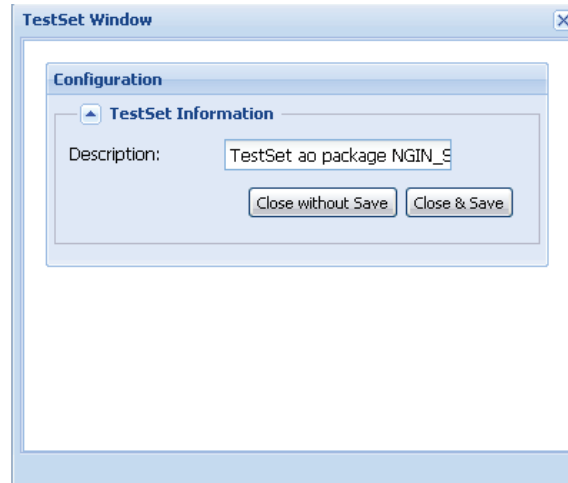 TestSet Window
Configuration
TestSet Information
Description: TestSet ao package NGIN_S
Close without Save Close & Save